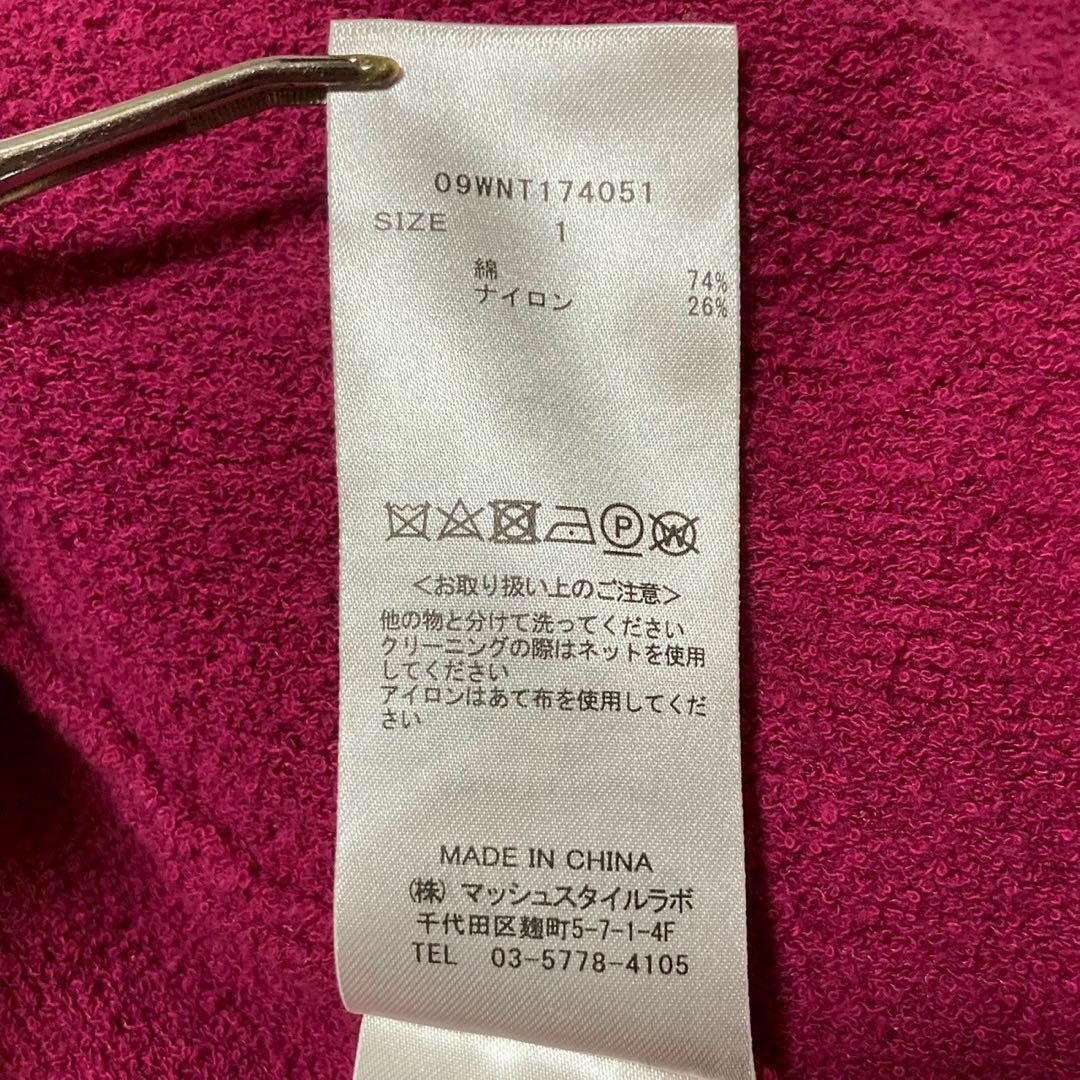 09WNT174051
SIZE 1
綿 74%
ナイロン 26%
P W
<お取り扱い上のご注意>
他の物と分けて洗ってください
クリーニングの際はネットを使用
してください
アイロンはあて布を使用してくだ
さい
MADE IN CHINA
(株) マッシュスタイルラボ
千代田区麹町5-7-1-4F
TEL 03-5778-4105